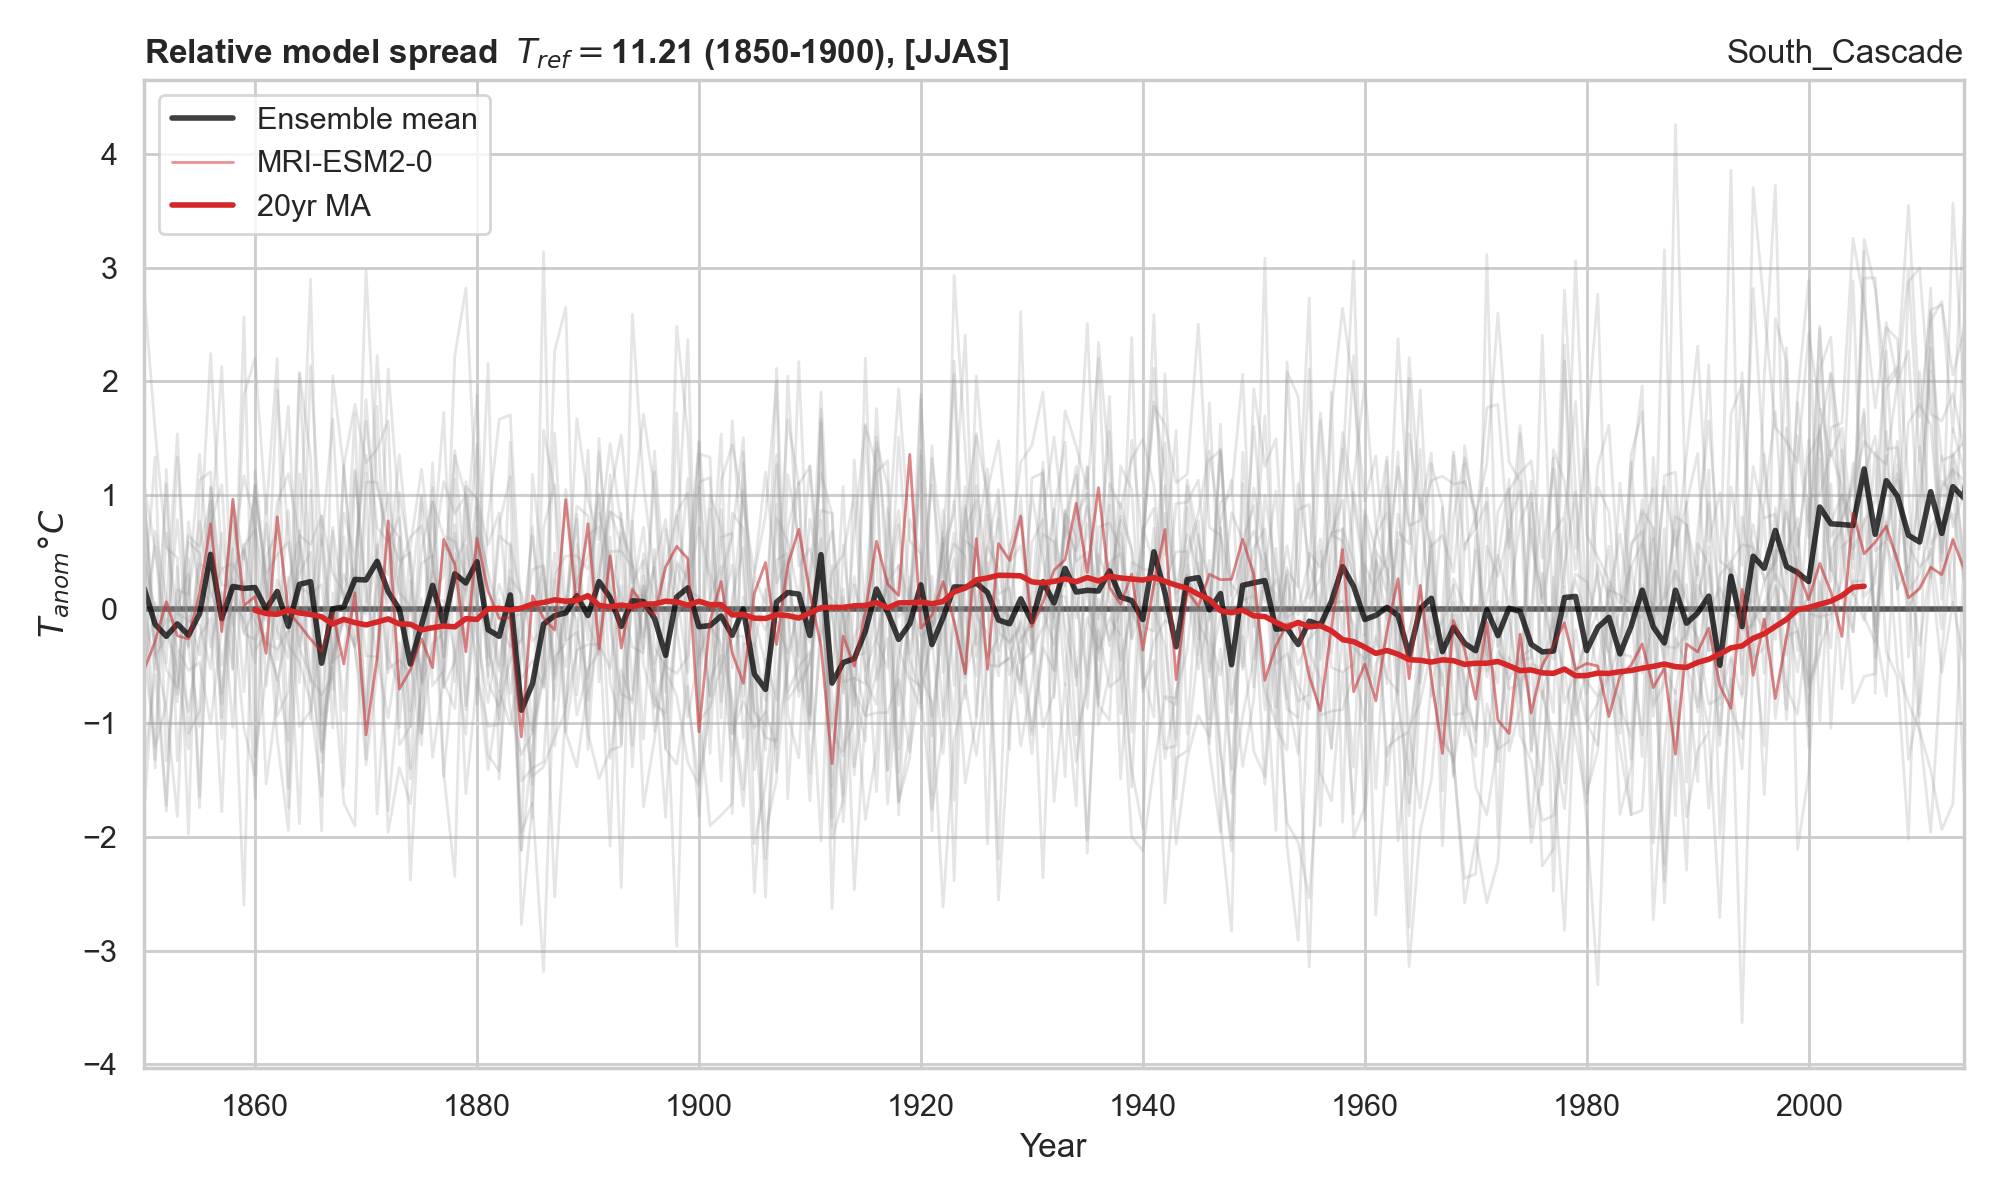 Relative model spread T_ref = 11.21 (1850-1900), [JJAS]
South_Cascade
Ensemble mean
MRI-ESM2-0
20yr MA
4
3
2
1
0
−1
−2
−3
−4
T_anom°C
1860 1880 1900 1920 1940 1960 1980 2000
Year